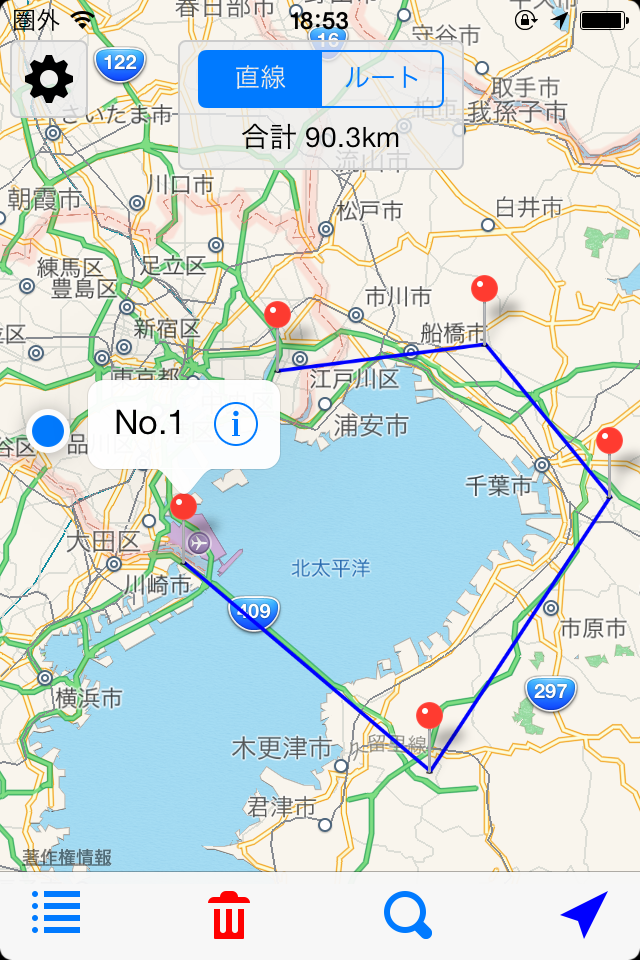 圏外 18:53
春日部市
守谷市
16
122
直線 ルート
取手市
さいたま市
柏市
我孫子市
合計 90.3km
流山市
川口市
朝霞市
松戸市
白井市
練馬区
足立区
豊島区
市川市
新宿区
船橋市
東京都
江戸川区
No.1
浦安市
品川
谷区
千葉市
大田区
北太平洋
川崎市
409
市原市
横浜市
297
木更津市
久留里線
君津市
著作権情報